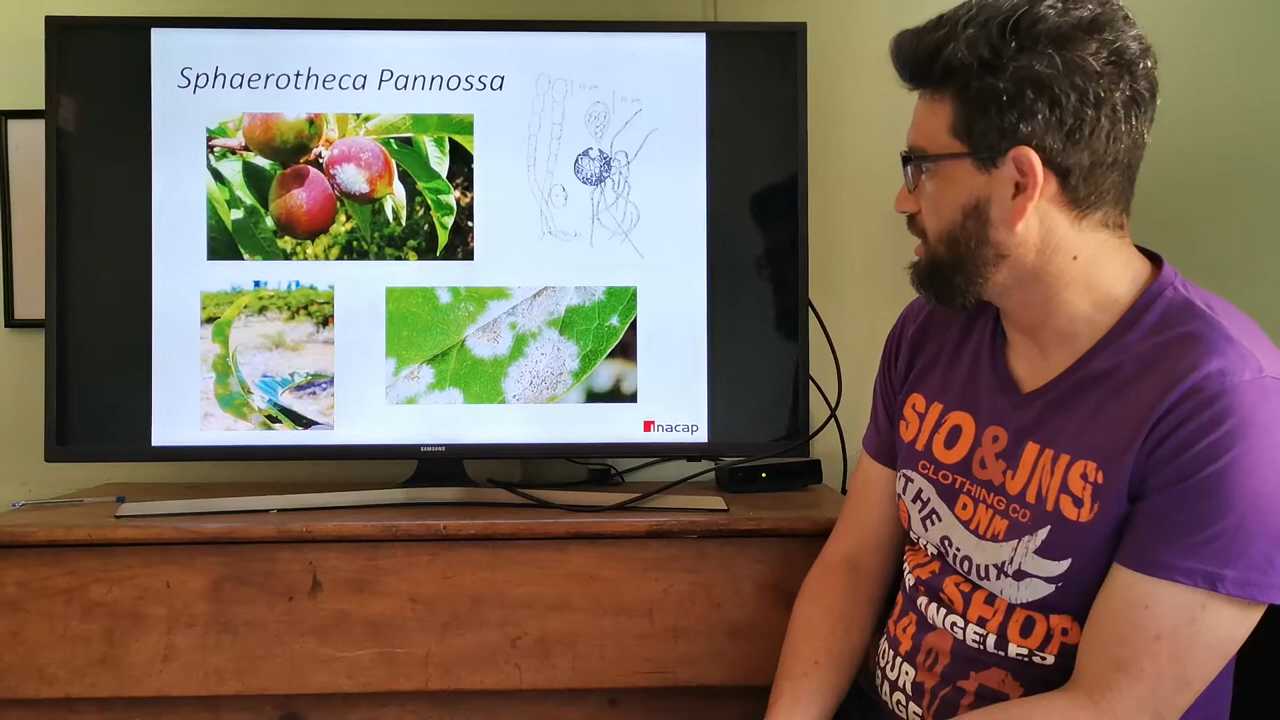 Sphaerotheca Pannossa
inacap
SAMSUNG
SIO&JNS
CLOTHING CO.
DNM
THE Sioux
SHOP
ANGELES